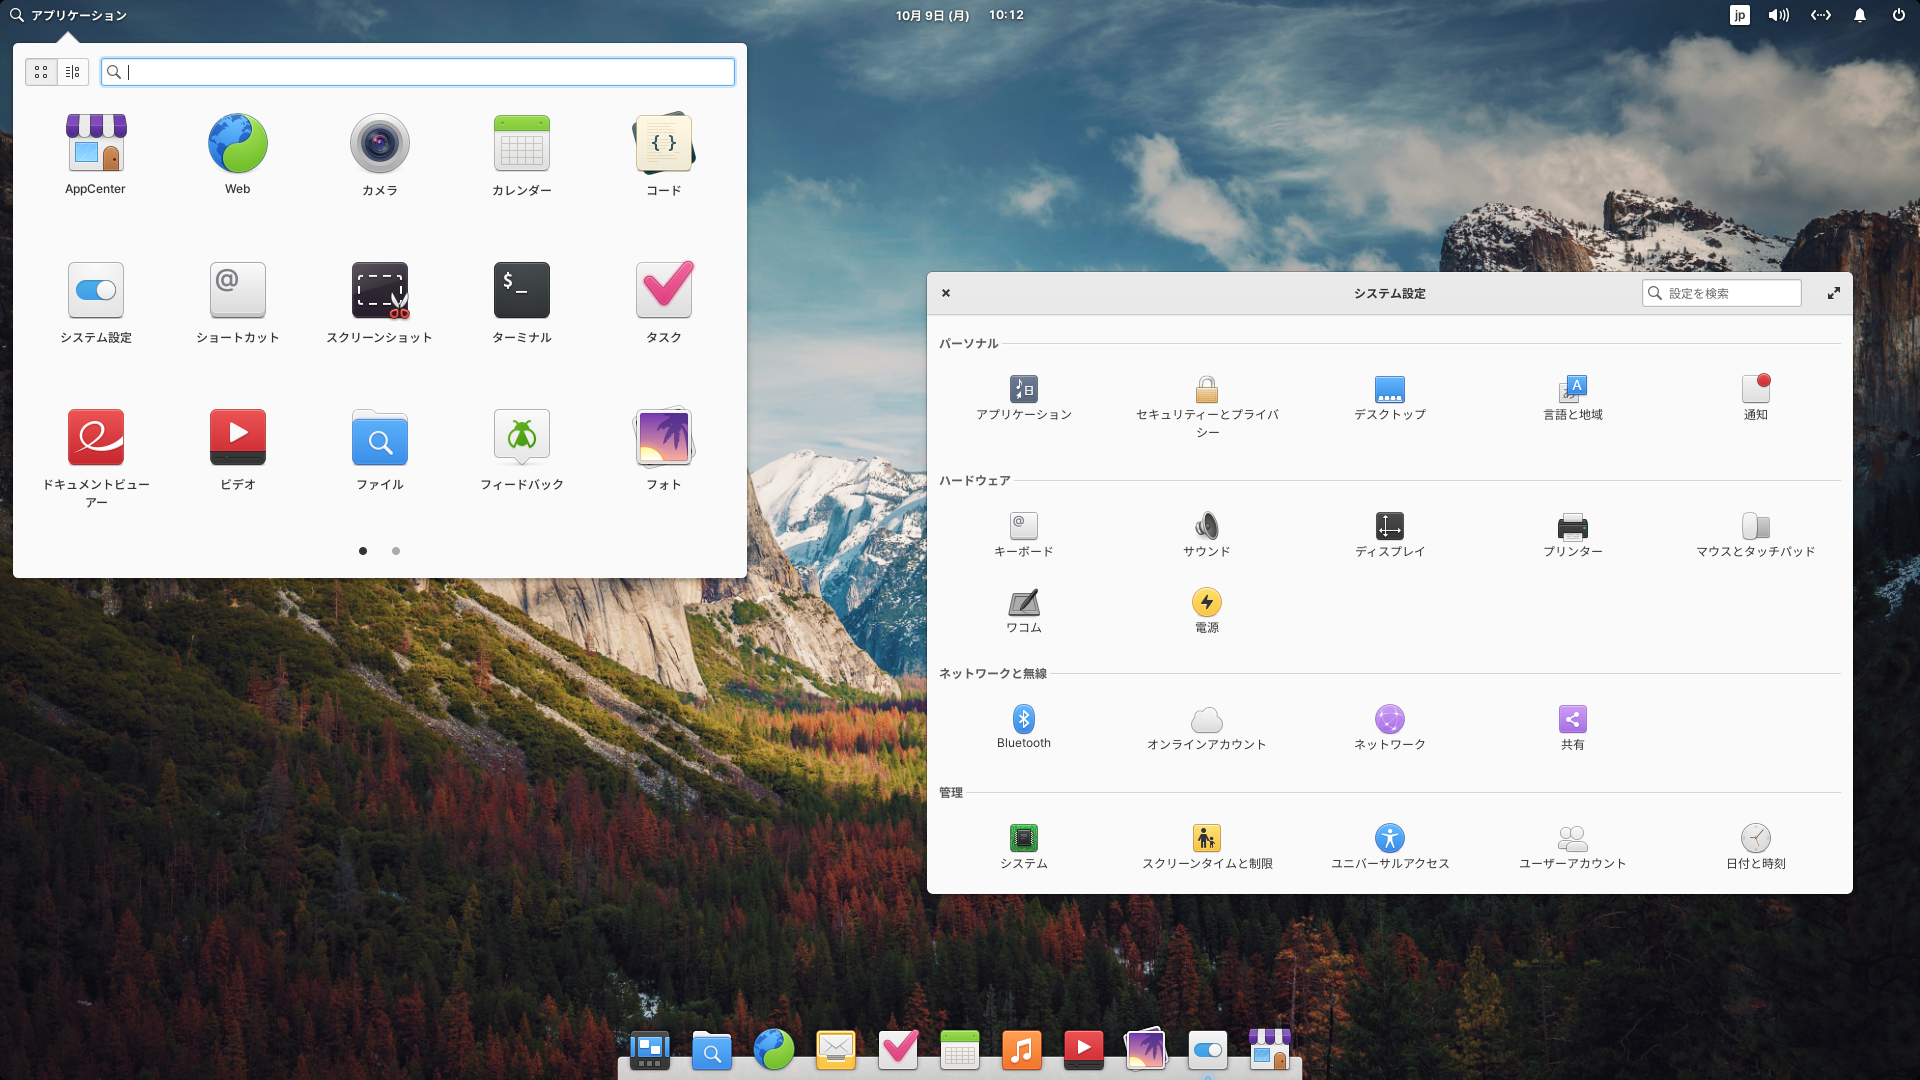 アプリケーション
10月 9日 (月) 10:12
jp
AppCenter
Web
カメラ
カレンダー
コード
システム設定
ショートカット
スクリーンショット
ターミナル
タスク
ドキュメントビュー
アー
ビデオ
ファイル
フィードバック
フォト
システム設定
設定を検索
パーソナル
アプリケーション
セキュリティーとプライバ
シー
デスクトップ
言語と地域
通知
ハードウェア
キーボード
サウンド
ディスプレイ
プリンター
マウスとタッチパッド
ワコム
電源
ネットワークと無線
Bluetooth
オンラインアカウント
ネットワーク
共有
管理
システム
スクリーンタイムと制限
ユニバーサルアクセス
ユーザーアカウント
日付と時刻